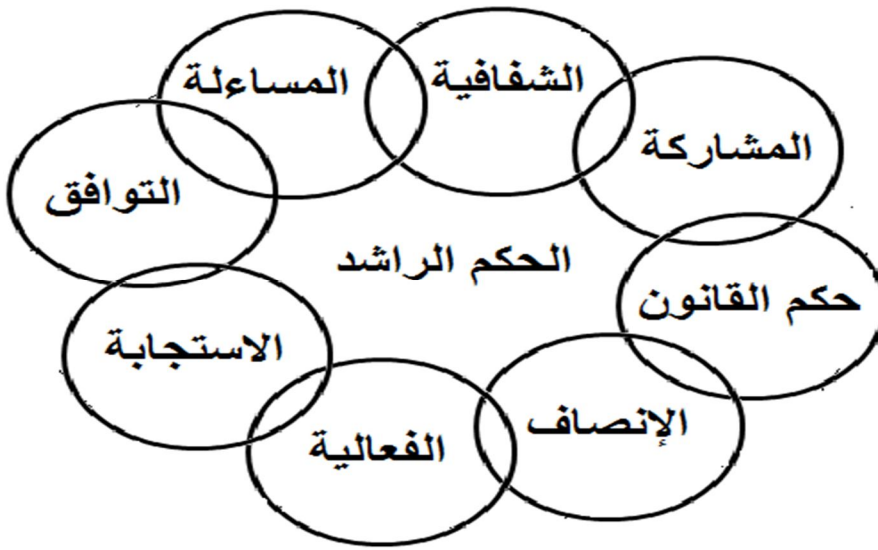 الشفافية
المساءلة
المشاركة
التوافق
الحكم الراشد
حكم القانون
الاستجابة
الإنصاف
الفعالية